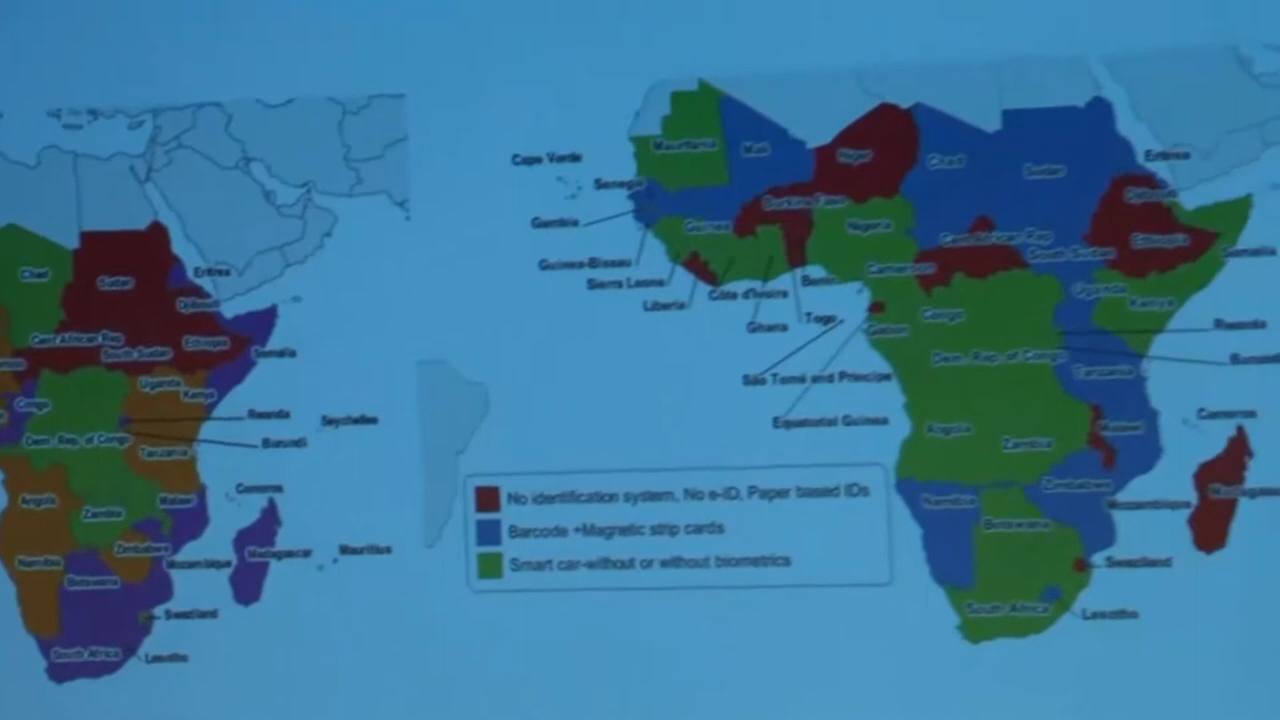 Chad
Sudan
Eritrea
Djibouti
Cent African Rep.
South Sudan
Ethiopia
Somalia
Uganda
Kenya
Congo
Rwanda
Seychelles
Dem. Rep. of Congo
Burundi
Tanzania
Comoros
Angola
Malawi
Zambia
Zimbabwe
Madagascar
Mauritius
Namibia
Mozambique
Botswana
Swaziland
South Africa
Lesotho
Mauritania
Mali
Niger
Chad
Sudan
Eritrea
Cape Verde
Senegal
Burkina Faso
Djibouti
Gambia
Guinea
Nigeria
Ethiopia
Cent African Rep.
South Sudan
Somalia
Guinea-Bissau
Cameroon
Sierra Leone
Benin
Uganda
Liberia
Côte d'Ivoire
Kenya
Ghana
Togo
Gabon
Congo
Rwanda
Dem. Rep. of Congo
São Tomé and Príncipe
Tanzania
Equatorial Guinea
Angola
Zambia
Malawi
Comoros
No identification system, No e-ID, Paper based IDs
Zimbabwe
Namibia
Mozambique
Barcode +Magnetic strip cards
Botswana
Smart car-without or without biometrics
Swaziland
South Africa
Lesotho